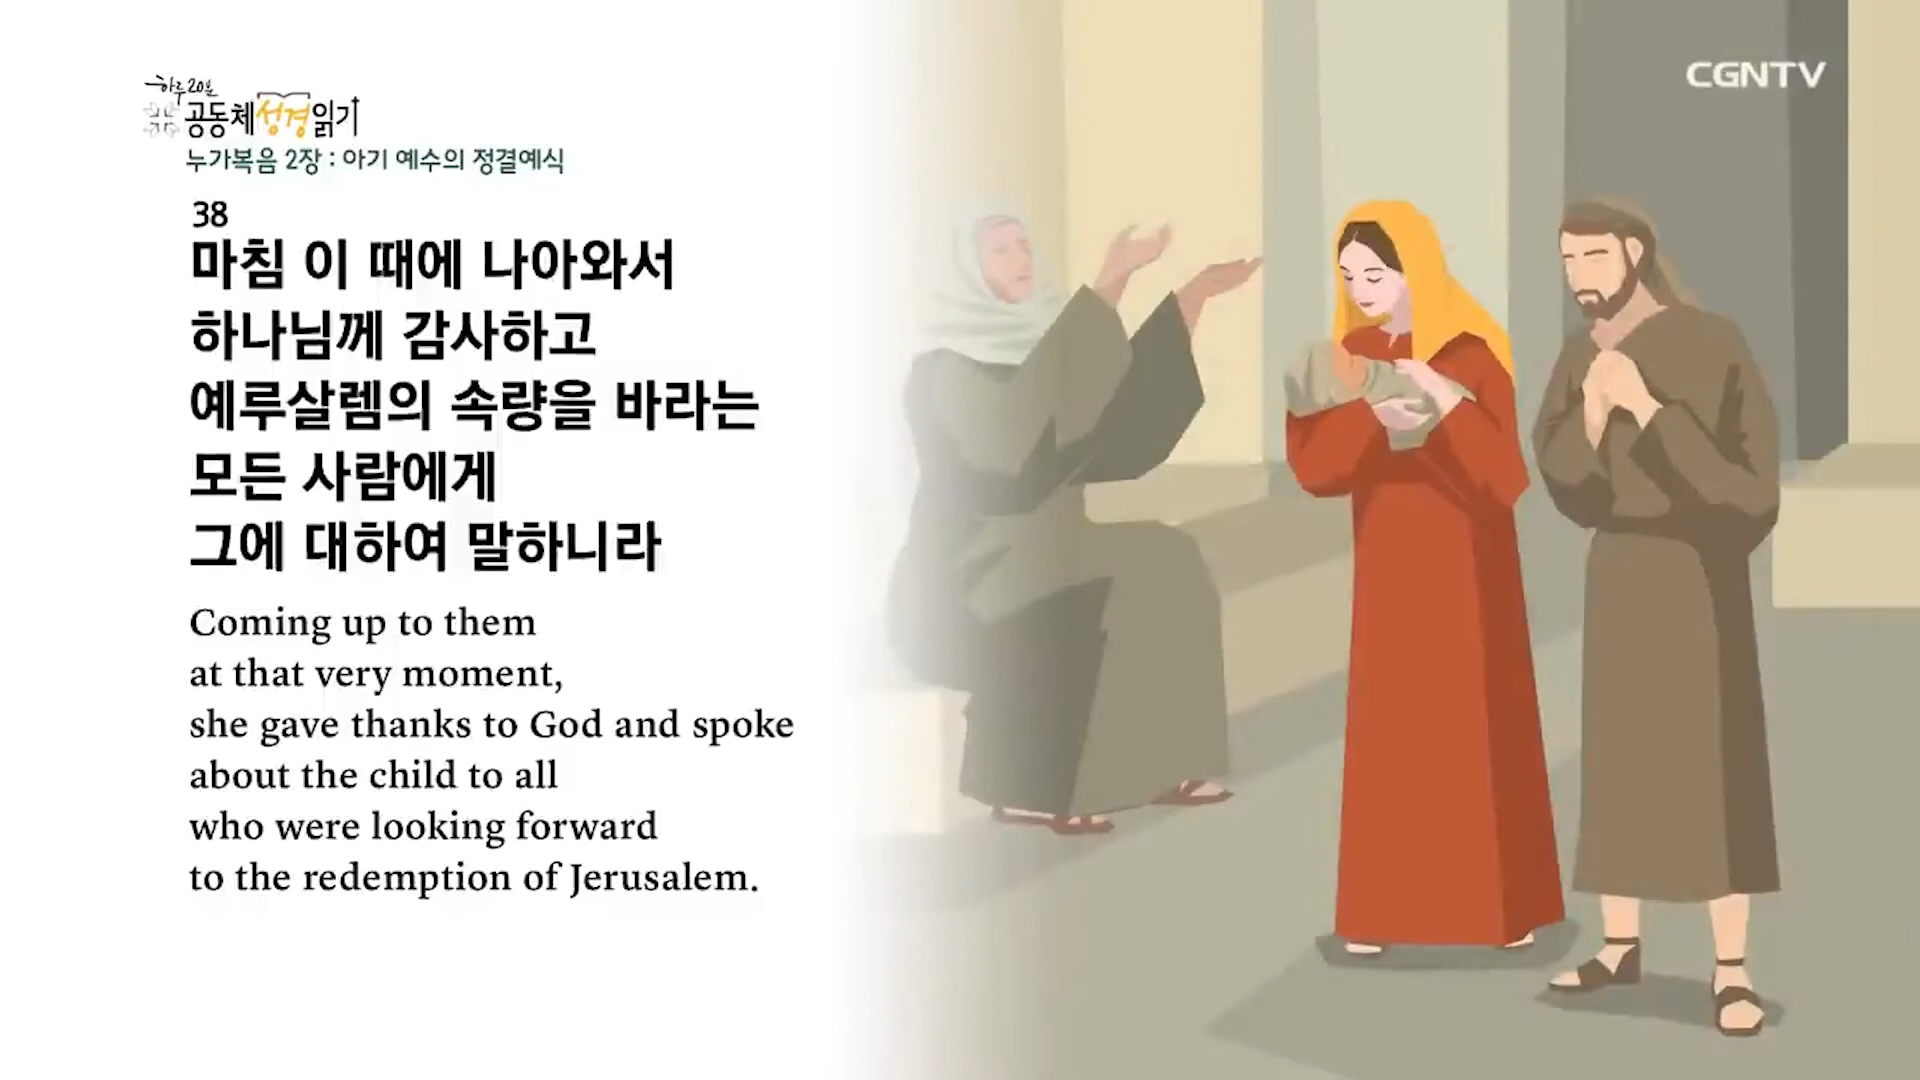 하루 20분
공동체성경읽기
CGNTV
누가복음 2장 : 아기 예수의 정결예식
38
마침 이 때에 나아와서
하나님께 감사하고
예루살렘의 속량을 바라는
모든 사람에게
그에 대하여 말하니라
Coming up to them
at that very moment,
she gave thanks to God and spoke
about the child to all
who were looking forward
to the redemption of Jerusalem.